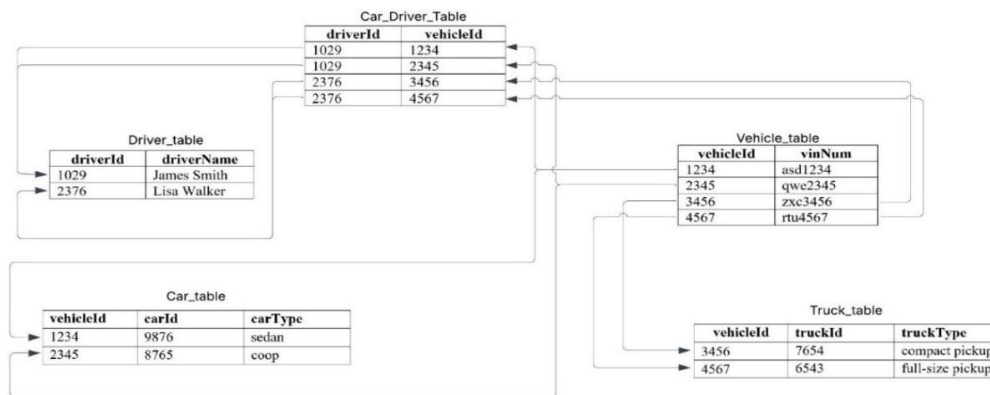 Car_Driver_Table
driverId vehicleId
1029 1234
1029 2345
2376 3456
2376 4567
Driver_table
driverId driverName
1029 James Smith
2376 Lisa Walker
Vehicle_table
vehicleId vinNum
1234 asd1234
2345 qwe2345
3456 zxc3456
4567 rtu4567
Car_table
vehicleId carId carType
1234 9876 sedan
2345 8765 coop
Truck_table
vehicleId truckId truckType
3456 7654 compact pickup
4567 6543 full-size pickup